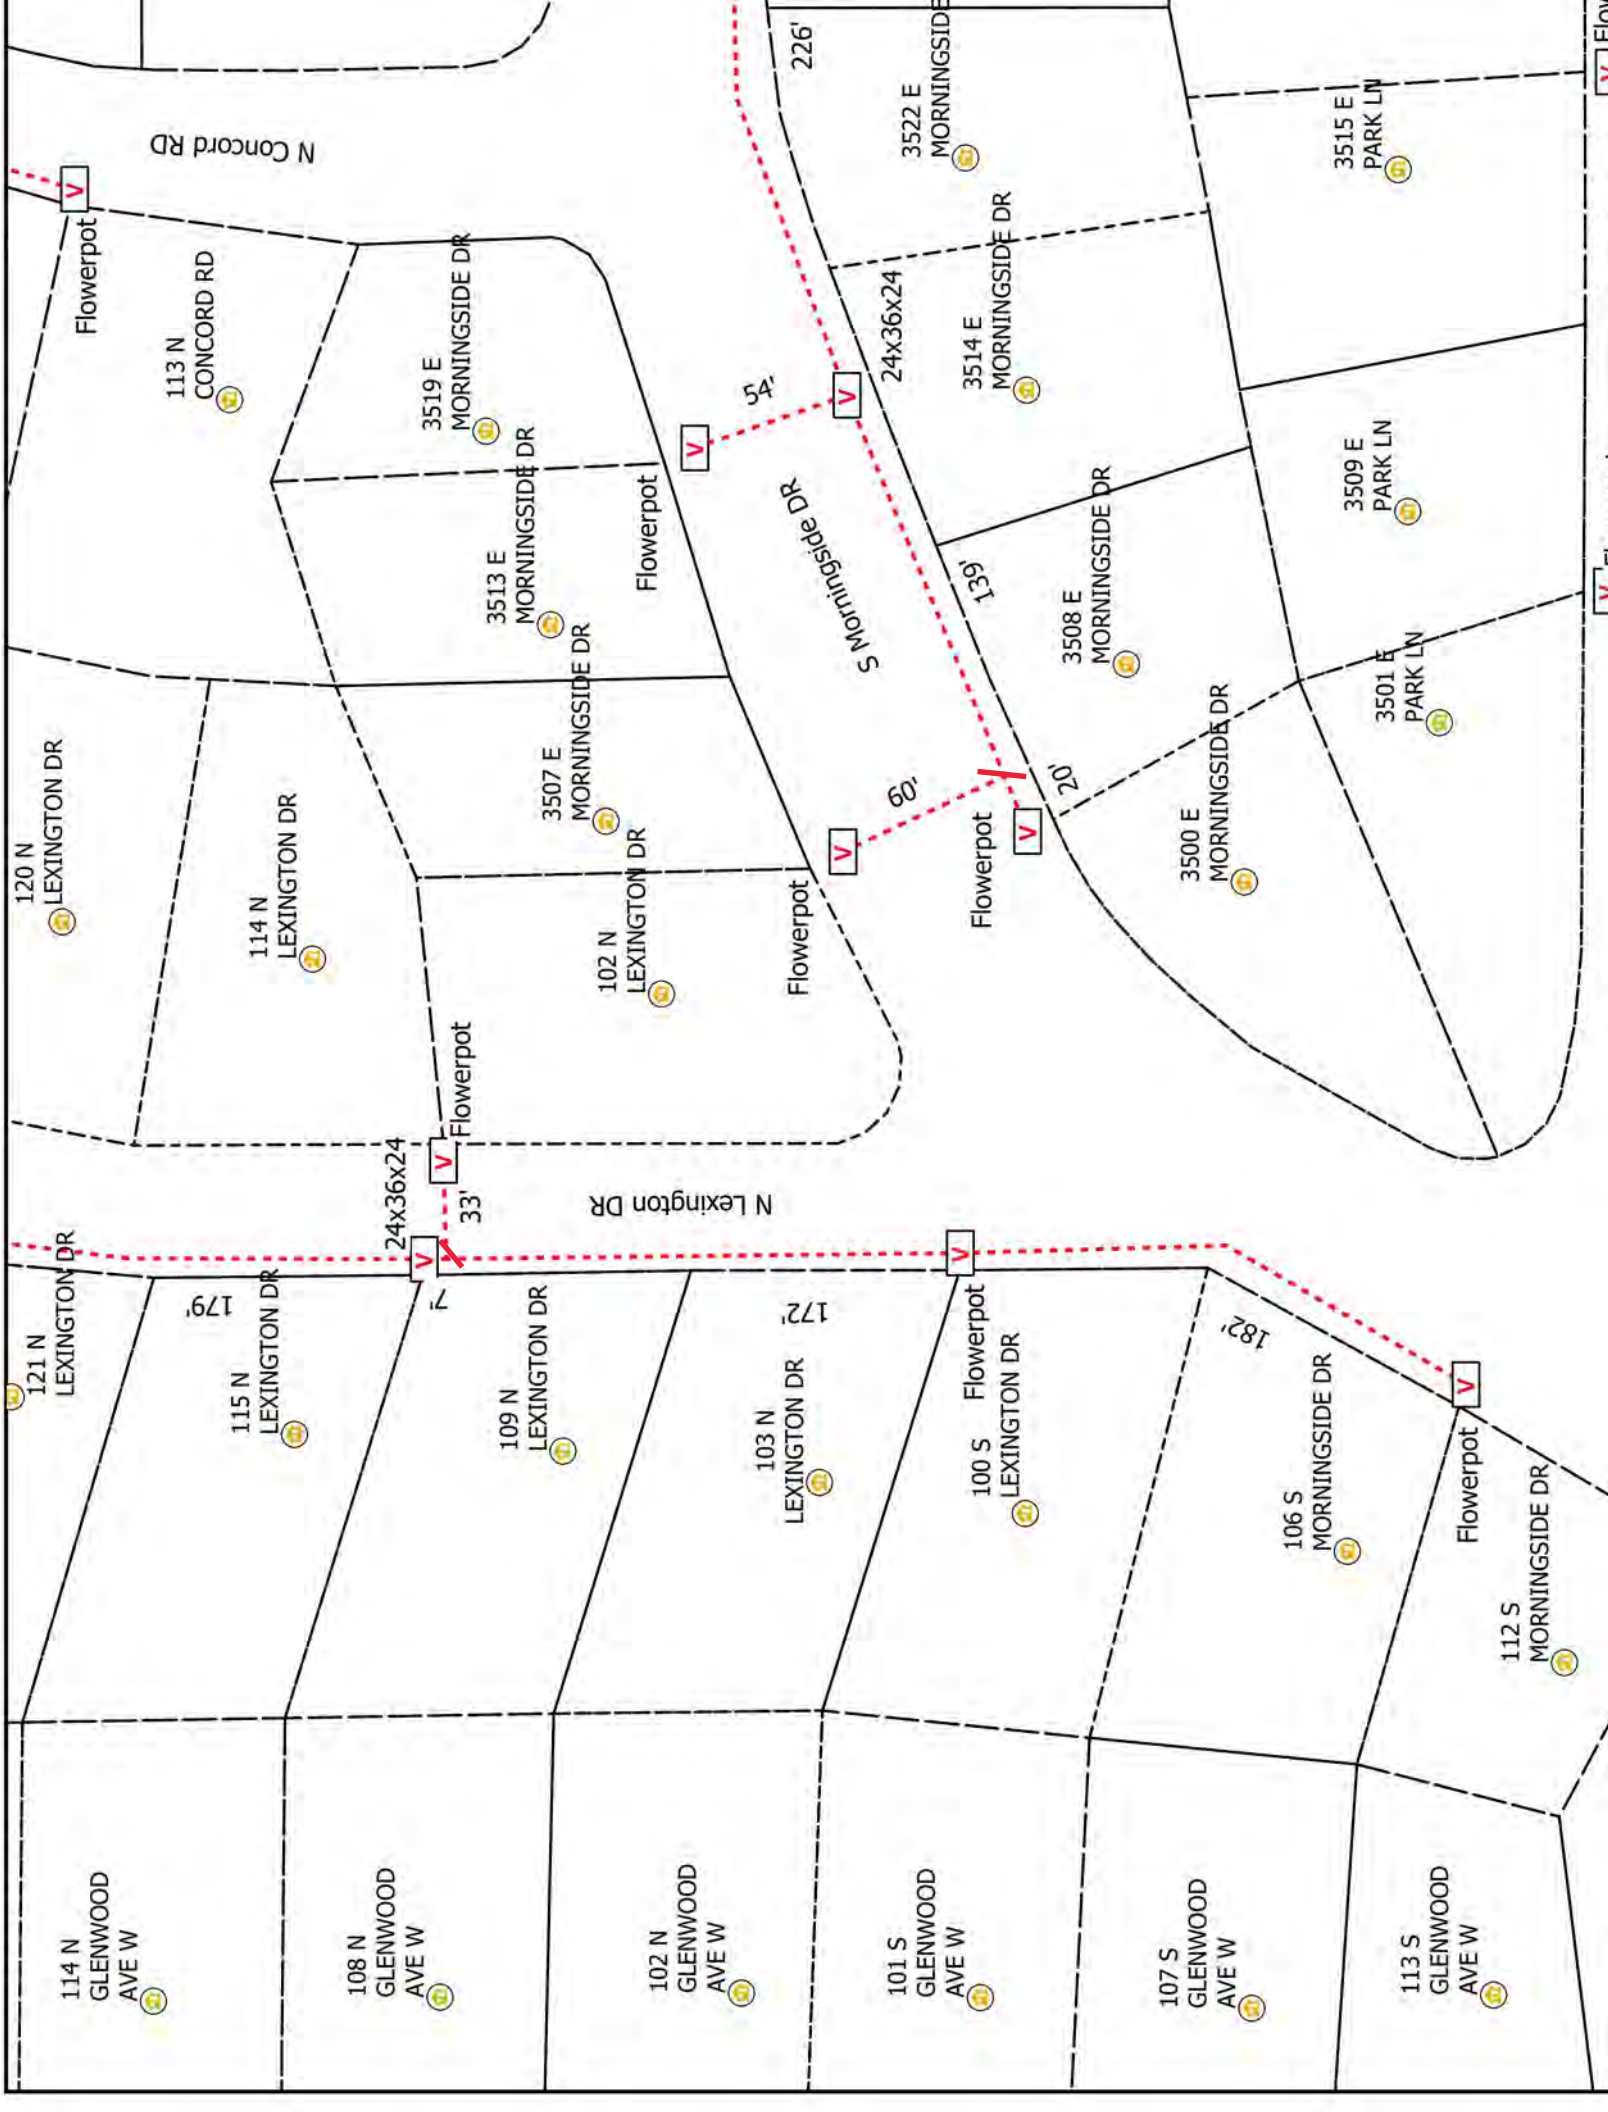 N Concord RD
Flowerpot
113 N
CONCORD RD
3519 E
MORNINGSIDE DR
3513 E
MORNINGSIDE DR
Flowerpot
3507 E
MORNINGSIDE DR
120 N
LEXINGTON DR
114 N
LEXINGTON DR
102 N
LEXINGTON DR
Flowerpot
V
V
54'
V
24x36x24
S Morningside DR
226'
3522 E
MORNINGSIDE
3514 E
MORNINGSIDE DR
139'
3508 E
MORNINGSIDE DR
20'
60'
V
V
Flowerpot
3500 E
MORNINGSIDE DR
3515 E
PARK LN
3509 E
PARK LN
3501 E
PARK LN
V
V
Flowerpot
V
33'
24x36x24
V
N Lexington DR
121 N
LEXINGTON DR
179'
115 N
LEXINGTON DR
7'
109 N
LEXINGTON DR
172'
103 N
LEXINGTON DR
V
Flowerpot
100 S
LEXINGTON DR
182'
106 S
MORNINGSIDE DR
V
Flowerpot
112 S
MORNINGSIDE DR
114 N
GLENWOOD
AVE W
108 N
GLENWOOD
AVE W
102 N
GLENWOOD
AVE W
101 S
GLENWOOD
AVE W
107 S
GLENWOOD
AVE W
113 S
GLENWOOD
AVE W